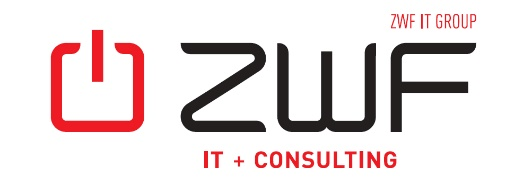 ZWF IT GROUP
ZWF
IT + CONSULTING